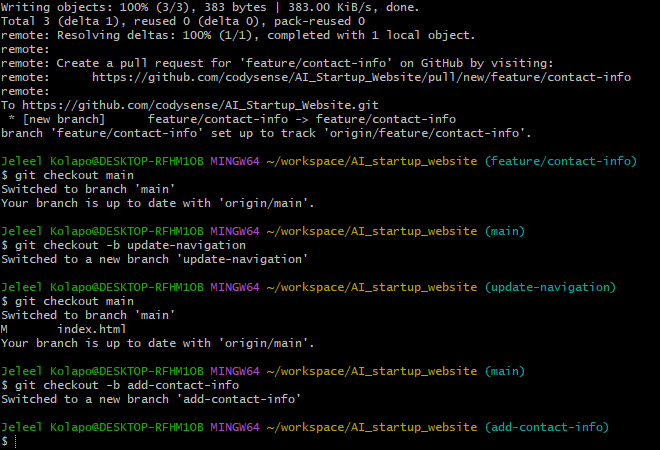 Writing objects: 100% (3/3), 383 bytes | 383.00 KiB/s, done.
Total 3 (delta 1), reused 0 (delta 0), pack-reused 0
remote: Resolving deltas: 100% (1/1), completed with 1 local object.
remote:
remote: Create a pull request for 'feature/contact-info' on GitHub by visiting:
remote:      https://github.com/codysense/AI_Startup_Website/pull/new/feature/contact-info
remote:
To https://github.com/codysense/AI_Startup_Website.git
 * [new branch]      feature/contact-info -> feature/contact-info
branch 'feature/contact-info' set up to track 'origin/feature/contact-info'.

Jeleel Kolapo@DESKTOP-RFHM1OB MINGW64 ~/workspace/AI_startup_website (feature/contact-info)
$ git checkout main
Switched to branch 'main'
Your branch is up to date with 'origin/main'.

Jeleel Kolapo@DESKTOP-RFHM1OB MINGW64 ~/workspace/AI_startup_website (main)
$ git checkout -b update-navigation
Switched to a new branch 'update-navigation'

Jeleel Kolapo@DESKTOP-RFHM1OB MINGW64 ~/workspace/AI_startup_website (update-navigation)
$ git checkout main
Switched to branch 'main'
M       index.html
Your branch is up to date with 'origin/main'.

Jeleel Kolapo@DESKTOP-RFHM1OB MINGW64 ~/workspace/AI_startup_website (main)
$ git checkout -b add-contact-info
Switched to a new branch 'add-contact-info'

Jeleel Kolapo@DESKTOP-RFHM1OB MINGW64 ~/workspace/AI_startup_website (add-contact-info)
$